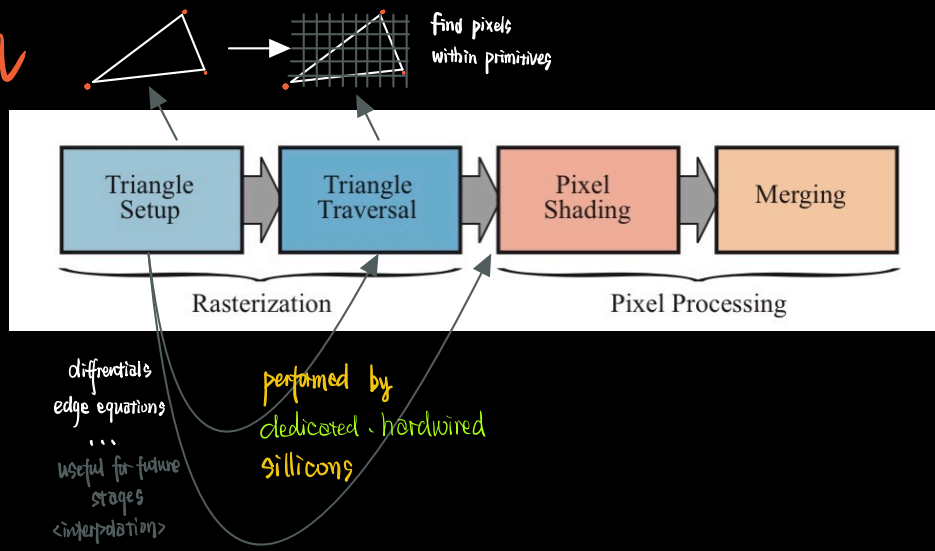 find pixels
within primitives
Triangle
Setup
Triangle
Traversal
Pixel
Shading
Merging
Rasterization
Pixel Processing
diffrentials
edge equations
...
useful for future
stages
<interpolation>
performed by
dedicated. hardwired
sillicons